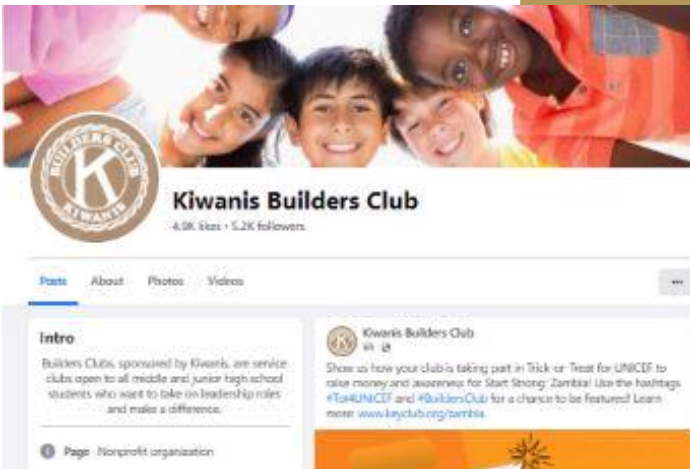 BUILDERS CLUB
K
KIWANIS
Kiwanis Builders Club
4.9K likes • 5.2K followers
Posts About Photos Videos
Intro
Builders Clubs, sponsored by Kiwanis, are service
clubs open to all middle and junior high school
students who want to take on leadership roles
and make a difference.
Page · Nonprofit organization
Kiwanis Builders Club
Show us how your club is taking part in Trick-or-Treat for UNICEF to
raise money and awareness for Start Strong: Zambia! Use the hashtags
#Tot4UNICEF and #BuildersClub for a chance to be featured! Learn
more: www.keyclub.org/zambia.